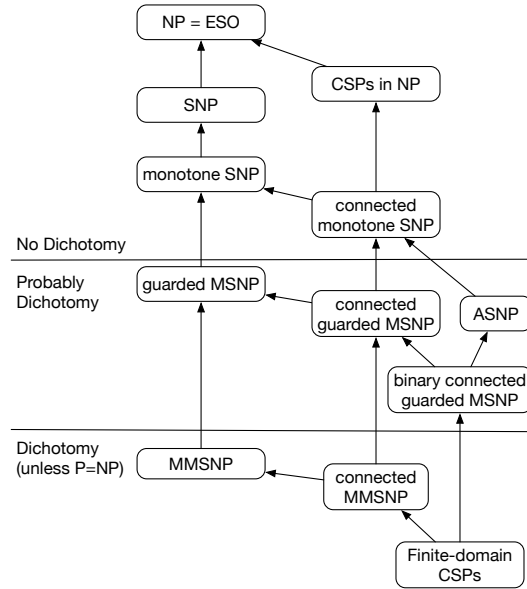 NP = ESO
CSPs in NP
SNP
monotone SNP
connected
monotone SNP
No Dichotomy
Probably
Dichotomy
guarded MSNP
connected
guarded MSNP
ASNP
binary connected
guarded MSNP
Dichotomy
(unless P=NP)
MMSNP
connected
MMSNP
Finite-domain
CSPs